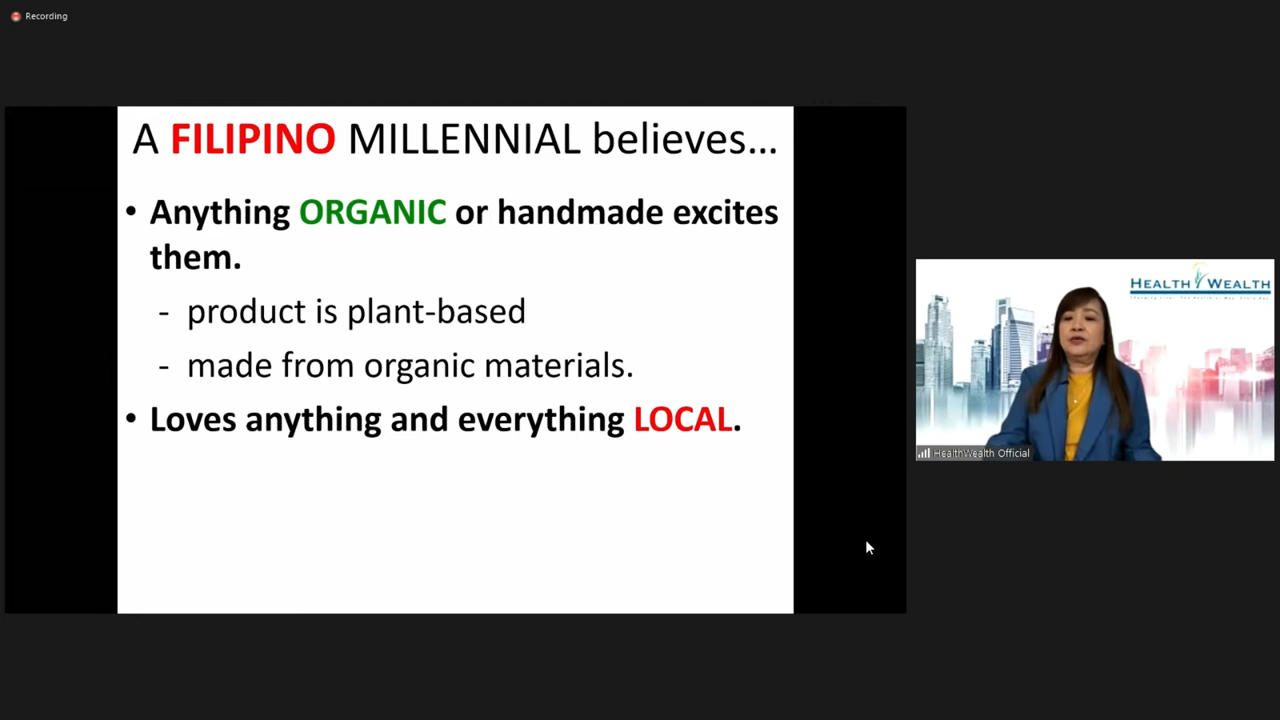 Recording
A FILIPINO MILLENNIAL believes...
• Anything ORGANIC or handmade excites
them.
- product is plant-based
- made from organic materials.
• Loves anything and everything LOCAL.
HEALTH WEALTH
HealthWealth Official